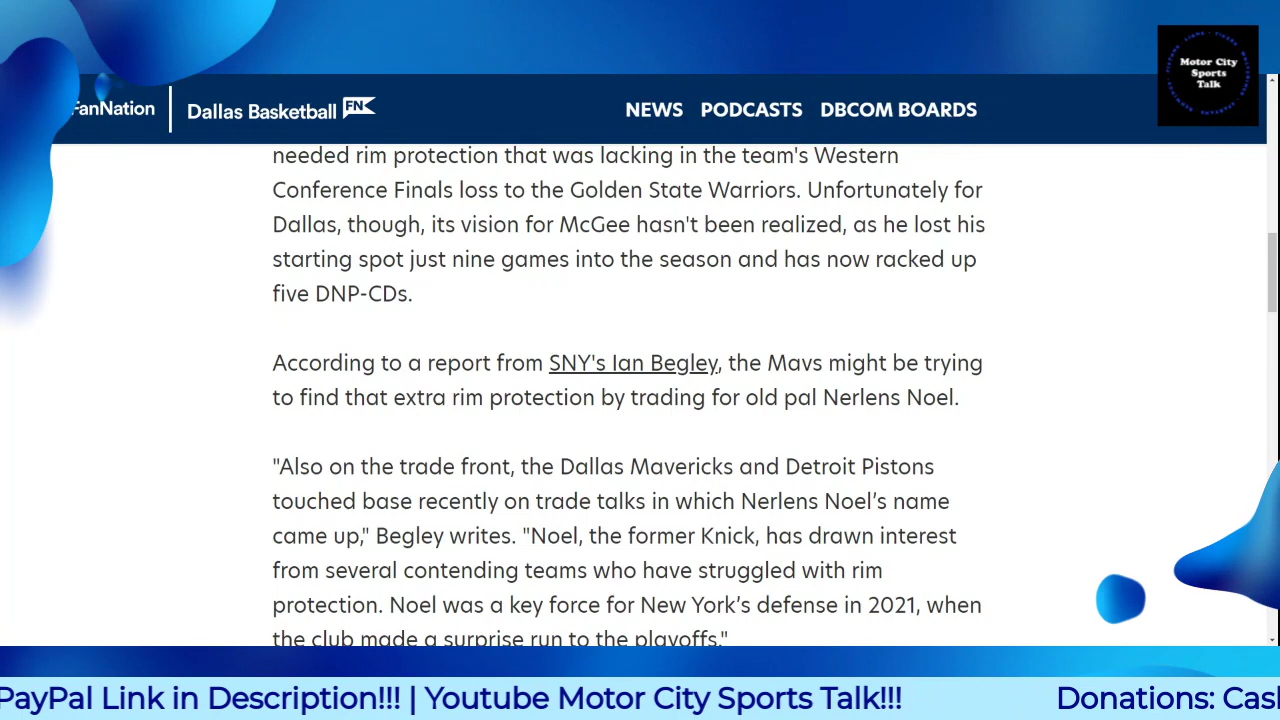 Motor City
Sports
Talk
FanNation
Dallas Basketball FN
NEWS PODCASTS DBCOM BOARDS
needed rim protection that was lacking in the team's Western
Conference Finals loss to the Golden State Warriors. Unfortunately for
Dallas, though, its vision for McGee hasn't been realized, as he lost his
starting spot just nine games into the season and has now racked up
five DNP-CDs.
According to a report from SNY's Ian Begley, the Mavs might be trying
to find that extra rim protection by trading for old pal Nerlens Noel.
"Also on the trade front, the Dallas Mavericks and Detroit Pistons
touched base recently on trade talks in which Nerlens Noel’s name
came up," Begley writes. "Noel, the former Knick, has drawn interest
from several contending teams who have struggled with rim
protection. Noel was a key force for New York’s defense in 2021, when
the club made a surprise run to the playoffs."
PayPal Link in Description!!! | Youtube Motor City Sports Talk!!! Donations: Cas